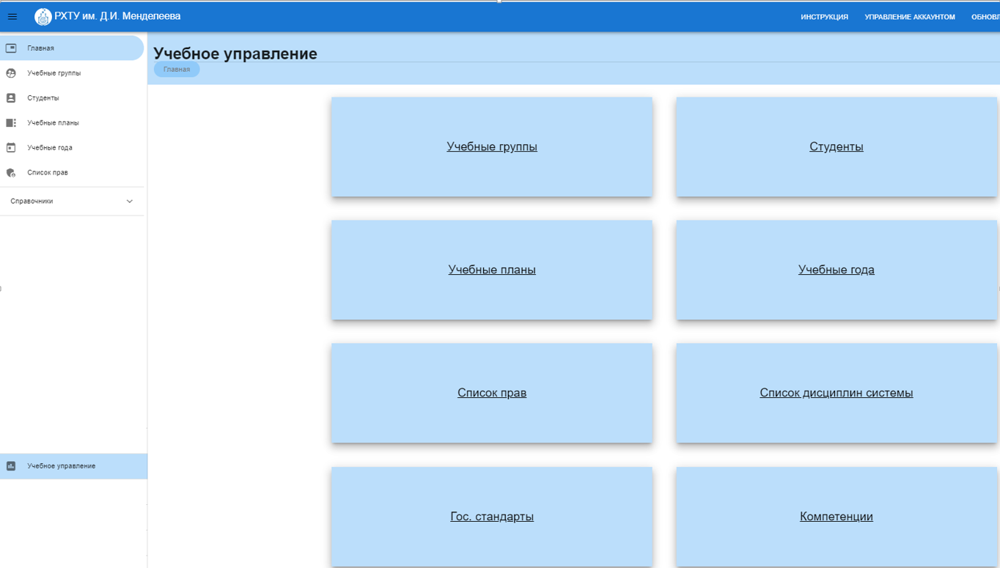 РХТУ им. Д.И. Менделеева
ИНСТРУКЦИЯ
УПРАВЛЕНИЕ АККАУНТОМ
ОБНОВЛ
Главная
Учебные группы
Студенты
Учебные планы
Учебные года
Список прав
Справочники
Учебное управление
Учебное управление
Главная
Учебные группы
Студенты
Учебные планы
Учебные года
Список прав
Список дисциплин системы
Гос. стандарты
Компетенции